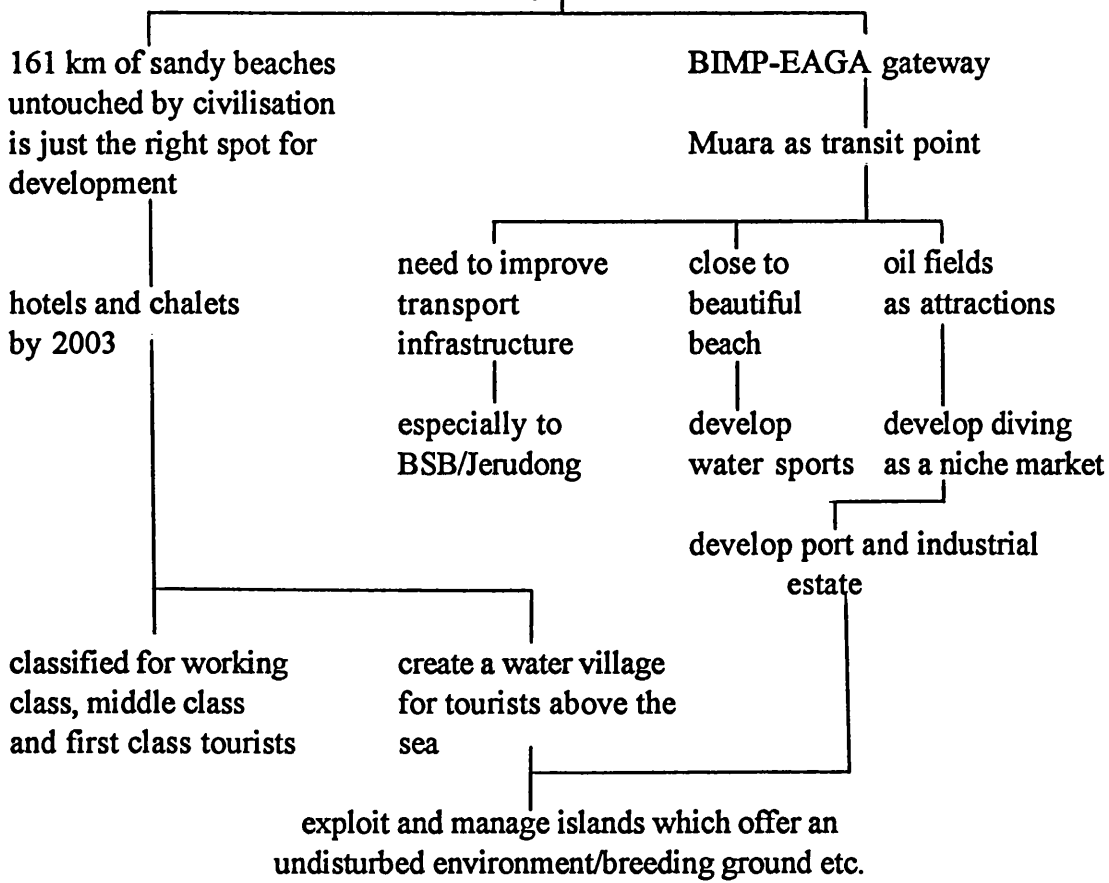 161 km of sandy beaches
untouched by civilisation
is just the right spot for
development
BIMP-EAGA gateway
Muara as transit point
hotels and chalets
by 2003
need to improve
transport
infrastructure
close to
beautiful
beach
oil fields
as attractions
especially to
BSB/Jerudong
develop
water sports
develop diving
as a niche market
develop port and industrial
estate
classified for working
class, middle class
and first class tourists
create a water village
for tourists above the
sea
exploit and manage islands which offer an
undisturbed environment/breeding ground etc.